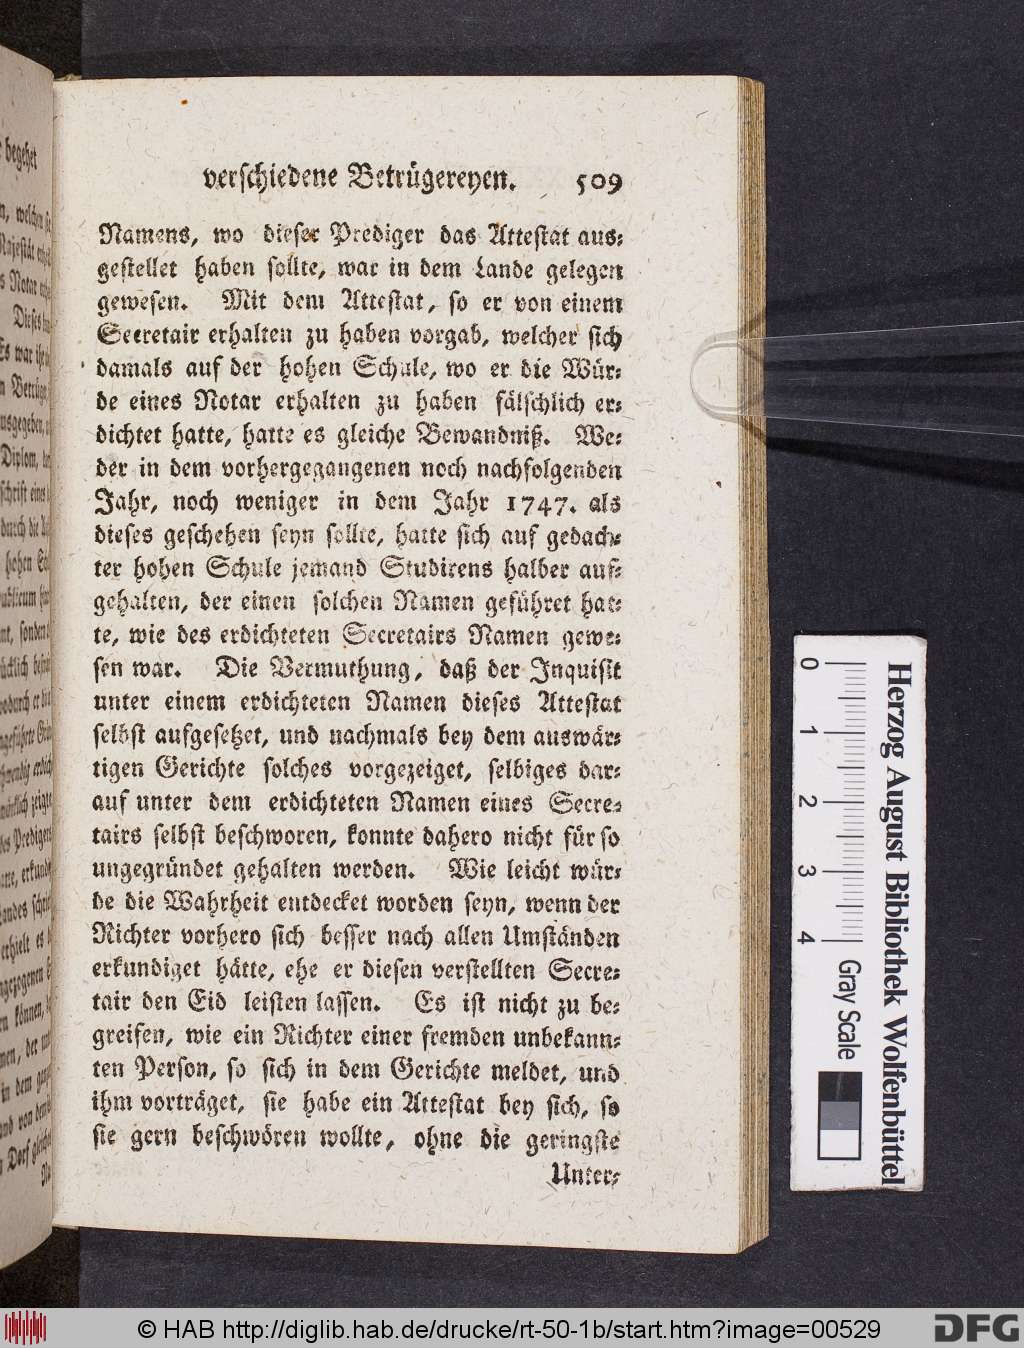 verschiedene Betrügereyen. 509
Namens, wo dieser Prediger das Attestat aus-
gestellet haben sollte, war in dem Lande gelegen
gewesen. Mit dem Attestat, so er von einem
Secretair erhalten zu haben vorgab, welcher sich
damals auf der hohen Schule, wo er die Wür-
de eines Notar erhalten zu haben fälschlich er-
dichtet hatte, hatte es gleiche Bewandniß. We-
der in dem vorhergegangenen noch nachfolgenden
Jahr, noch weniger in dem Jahr 1747. als
dieses geschehen seyn sollte, hatte sich auf gedach-
ter hohen Schule jemand Studirens halber auf-
gehalten, der einen solchen Namen geführet hat-
te, wie des erdichteten Secretairs Namen gewe-
sen war. Die Vermuthung, daß der Inquisit
unter einem erdichteten Namen dieses Attestat
selbst aufgesetzet, und nachmals bey dem auswär-
tigen Gerichte solches vorgezeiget, selbiges dar-
auf unter dem erdichteten Namen eines Secre-
tairs selbst beschworen, konnte dahero nicht für so
ungegründet gehalten werden. Wie leicht wür-
de die Wahrheit entdecket worden seyn, wenn der
Richter vorhero sich besser nach allen Umständen
erkundiget hätte, ehe er diesen verstellten Secre-
tair den Eid leisten lassen. Es ist nicht zu be-
greifen, wie ein Richter einer fremden unbekann-
ten Person, so sich in dem Gerichte meldet, und
ihm vorträget, sie habe ein Attestat bey sich, so
sie gern beschwören wollte, ohne die geringste
Unter-
0 1 2 3 4
Gray Scale
Herzog August Bibliothek Wolfenbüttel
© HAB http://diglib.hab.de/drucke/rt-50-1b/start.htm?image=00529
DFG